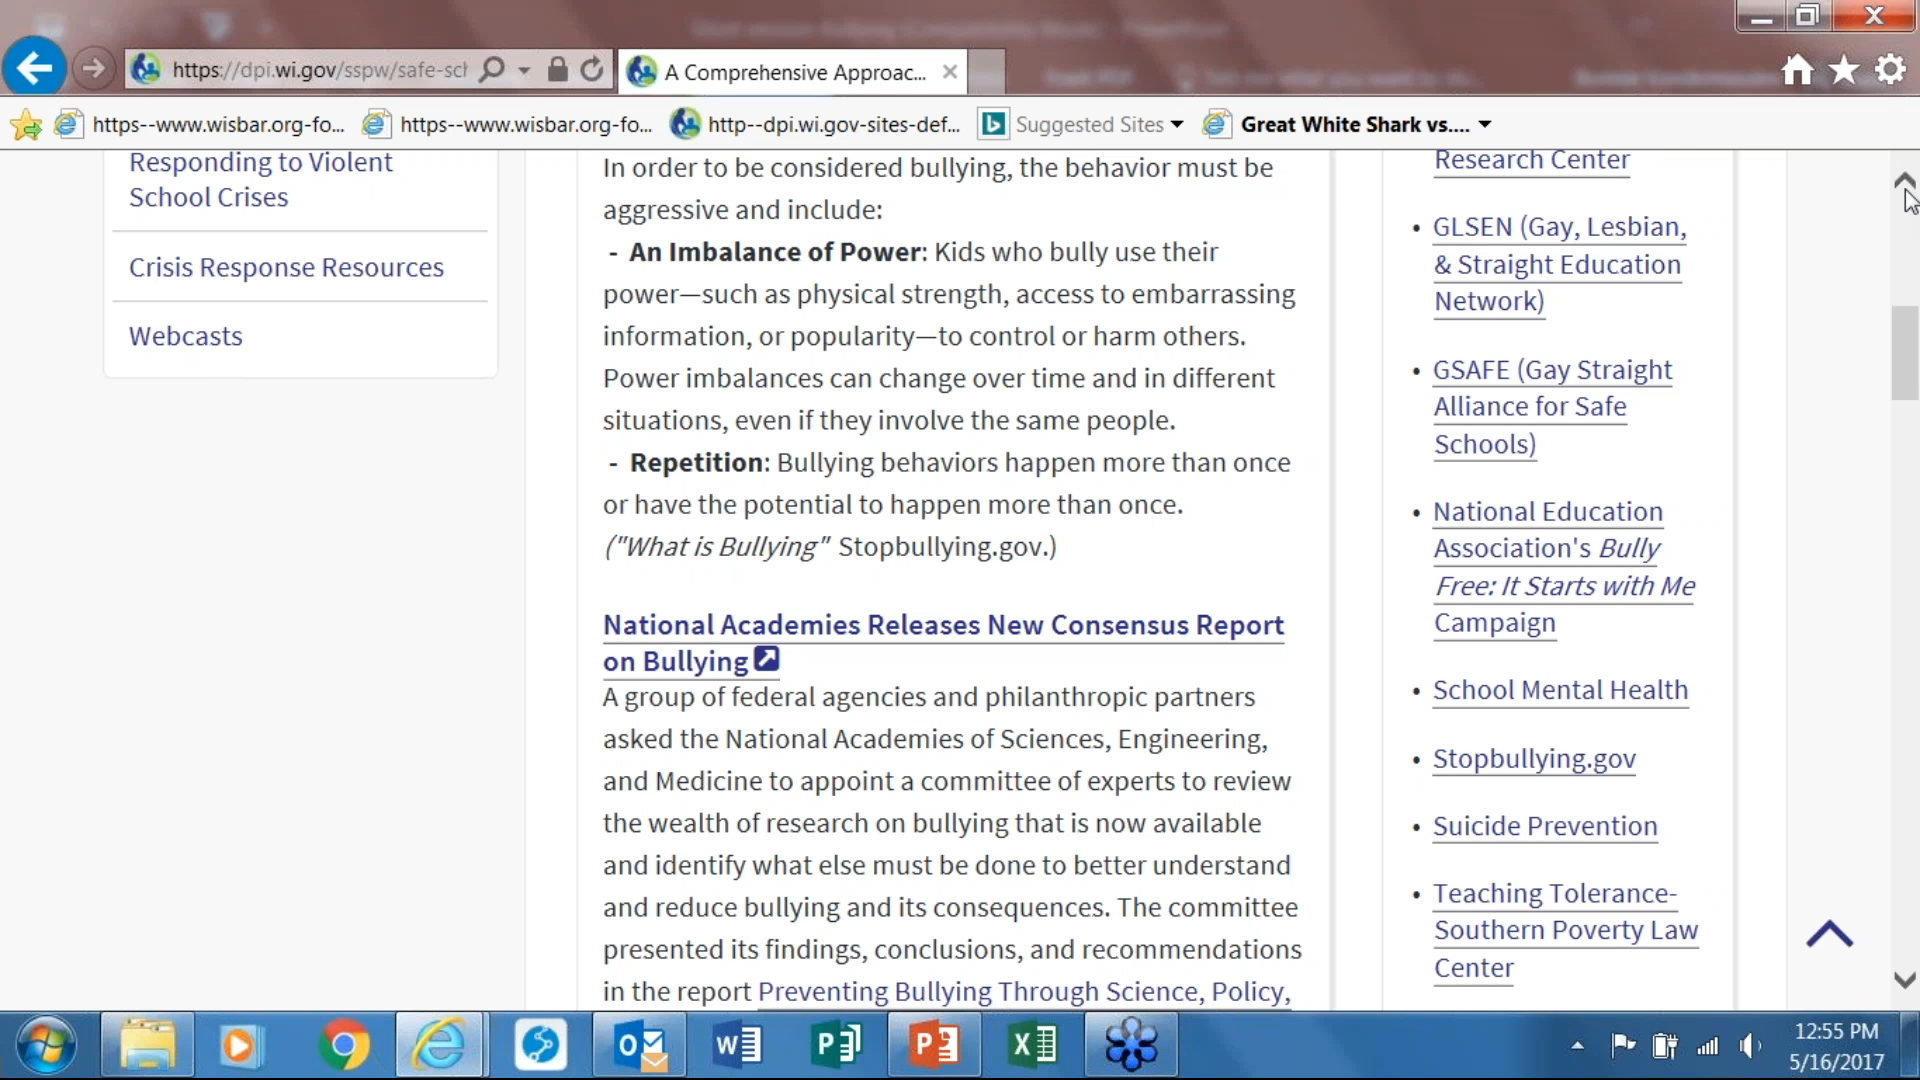 https://dpi.wi.gov/sspw/safe-scl
A Comprehensive Approac...
https--www.wisbar.org-fo...
https--www.wisbar.org-fo...
http--dpi.wi.gov-sites-def...
Suggested Sites
Great White Shark vs....
Responding to Violent
School Crises
Crisis Response Resources
Webcasts
In order to be considered bullying, the behavior must be
aggressive and include:
- An Imbalance of Power: Kids who bully use their
power—such as physical strength, access to embarrassing
information, or popularity—to control or harm others.
Power imbalances can change over time and in different
situations, even if they involve the same people.
- Repetition: Bullying behaviors happen more than once
or have the potential to happen more than once.
("What is Bullying" Stopbullying.gov.)
National Academies Releases New Consensus Report
on Bullying
A group of federal agencies and philanthropic partners
asked the National Academies of Sciences, Engineering,
and Medicine to appoint a committee of experts to review
the wealth of research on bullying that is now available
and identify what else must be done to better understand
and reduce bullying and its consequences. The committee
presented its findings, conclusions, and recommendations
in the report Preventing Bullying Through Science, Policy,
Research Center
• GLSEN (Gay, Lesbian,
& Straight Education
Network)
• GSAFE (Gay Straight
Alliance for Safe
Schools)
• National Education
Association's Bully
Free: It Starts with Me
Campaign
• School Mental Health
• Stopbullying.gov
• Suicide Prevention
• Teaching Tolerance-
Southern Poverty Law
Center
12:55 PM
5/16/2017